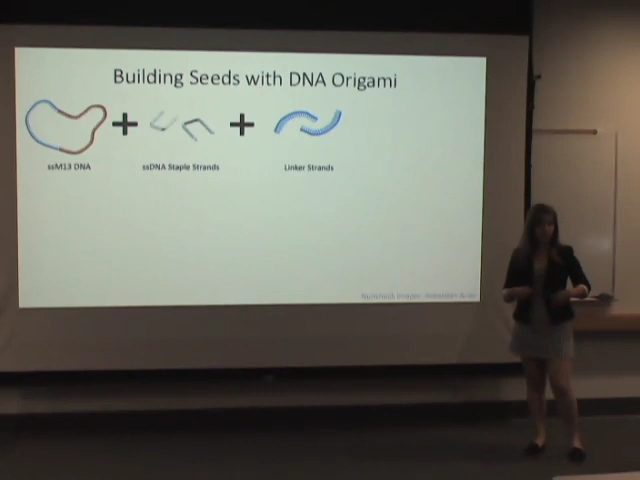 Building Seeds with DNA Origami
ssM13 DNA
ssDNA Staple Strands
Linker Strands